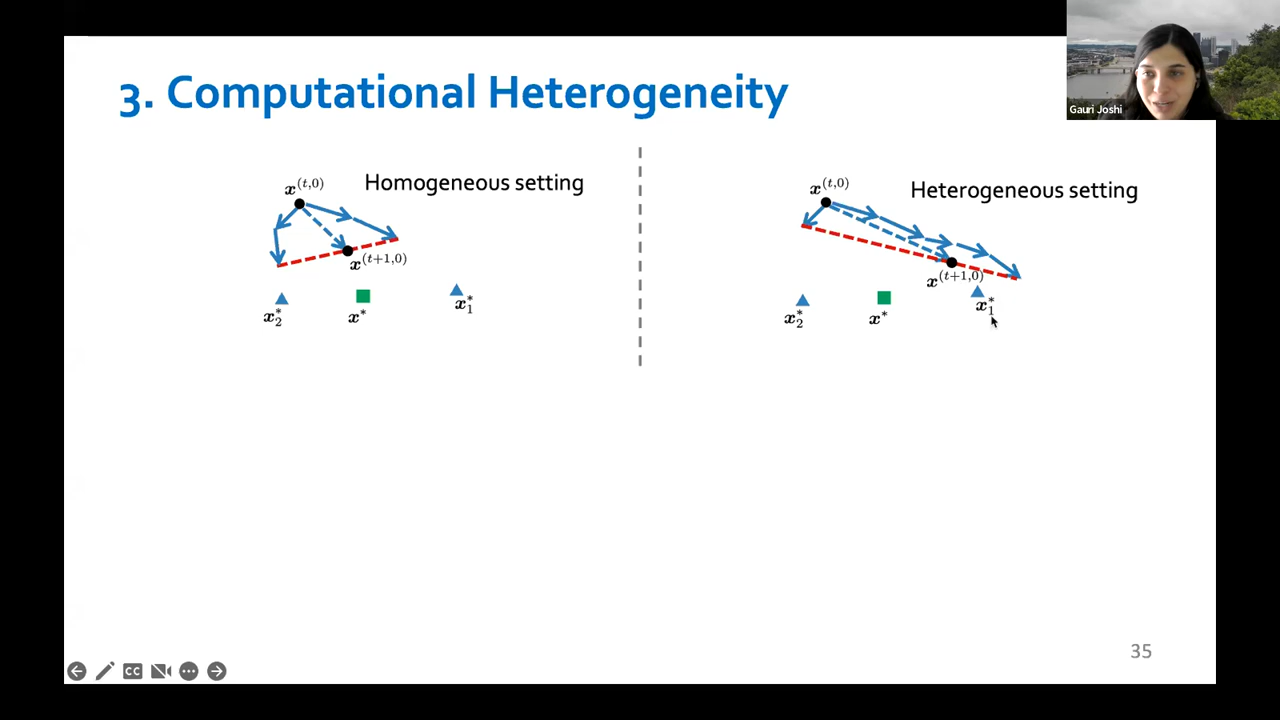 Gauri Joshi
3. Computational Heterogeneity
x^{(t,0)}
Homogeneous setting
x^{(t+1,0)}
x_2^*
x^*
x_1^*
x^{(t,0)}
Heterogeneous setting
x^{(t+1,0)}
x_2^*
x^*
x_1^*
35
CC